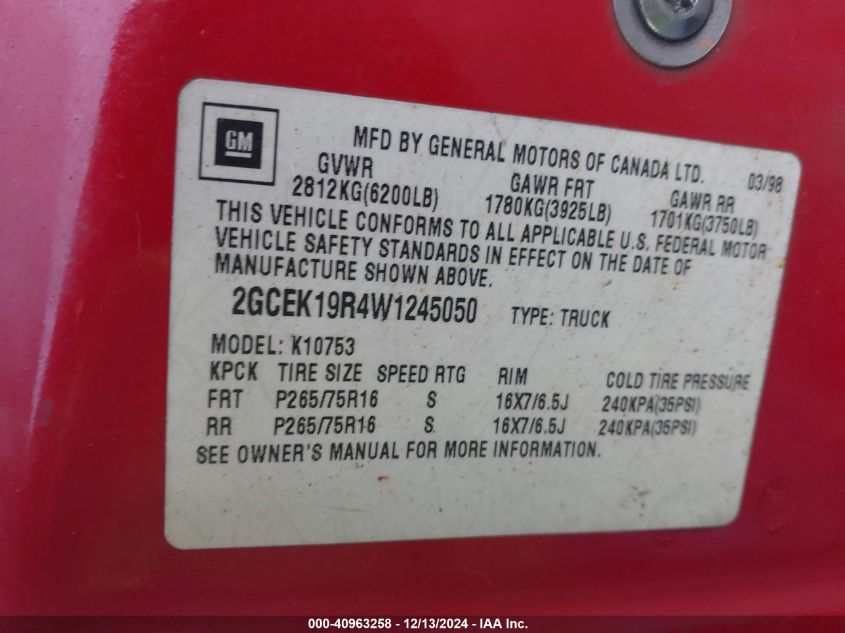 GM
MFD BY GENERAL MOTORS OF CANADA LTD. 03/98
GVWR GAWR FRT GAWR RR
2812KG(6200LB) 1780KG(3925LB) 1701KG(3750LB)
THIS VEHICLE CONFORMS TO ALL APPLICABLE U.S. FEDERAL MOTOR
VEHICLE SAFETY STANDARDS IN EFFECT ON THE DATE OF
MANUFACTURE SHOWN ABOVE.
2GCEK19R4W1245050 TYPE: TRUCK
MODEL: K10753
KPCK TIRE SIZE SPEED RTG RIM COLD TIRE PRESSURE
FRT P265/75R16 S 16X7/6.5J 240KPA(35PSI)
RR P265/75R16 S 16X7/6.5J 240KPA(35PSI)
SEE OWNER'S MANUAL FOR MORE INFORMATION.
000-40963258 - 12/13/2024 - IAA Inc.